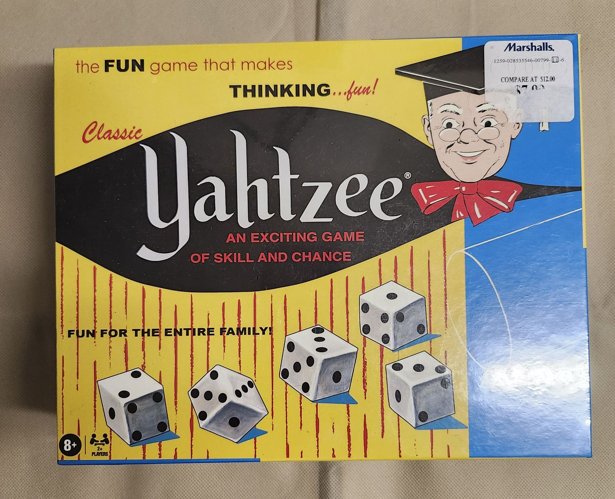 the FUN game that makes
THINKING...fun!
Marshalls.
COMPARE AT $12.00
Classic
Yahtzee®
AN EXCITING GAME
OF SKILL AND CHANCE
FUN FOR THE ENTIRE FAMILY!
8+
2+
PLAYERS